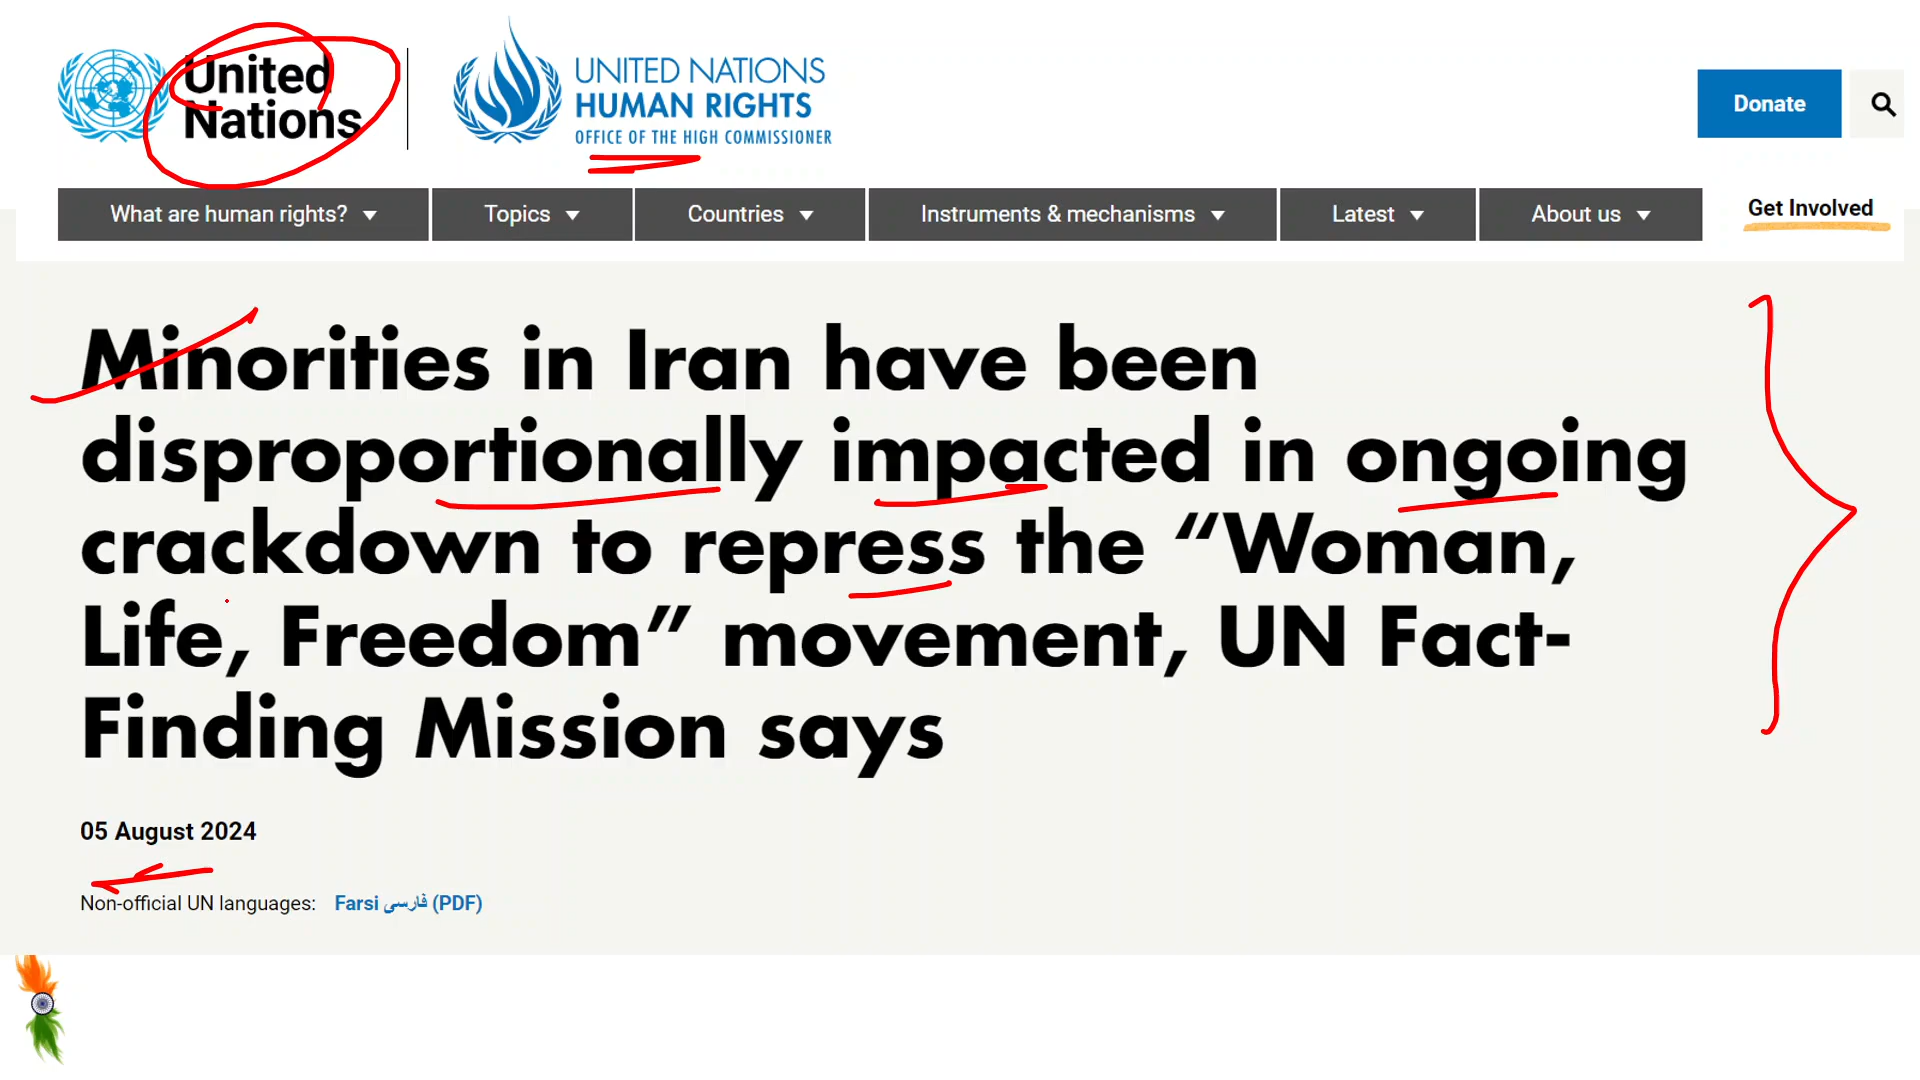 United
Nations
UNITED NATIONS
HUMAN RIGHTS
OFFICE OF THE HIGH COMMISSIONER
Donate
What are human rights?
Topics
Countries
Instruments & mechanisms
Latest
About us
Get Involved
Minorities in Iran have been
disproportionally impacted in ongoing
crackdown to repress the “Woman,
Life, Freedom” movement, UN Fact-
Finding Mission says
05 August 2024
Non-official UN languages: Farsi فارسی (PDF)